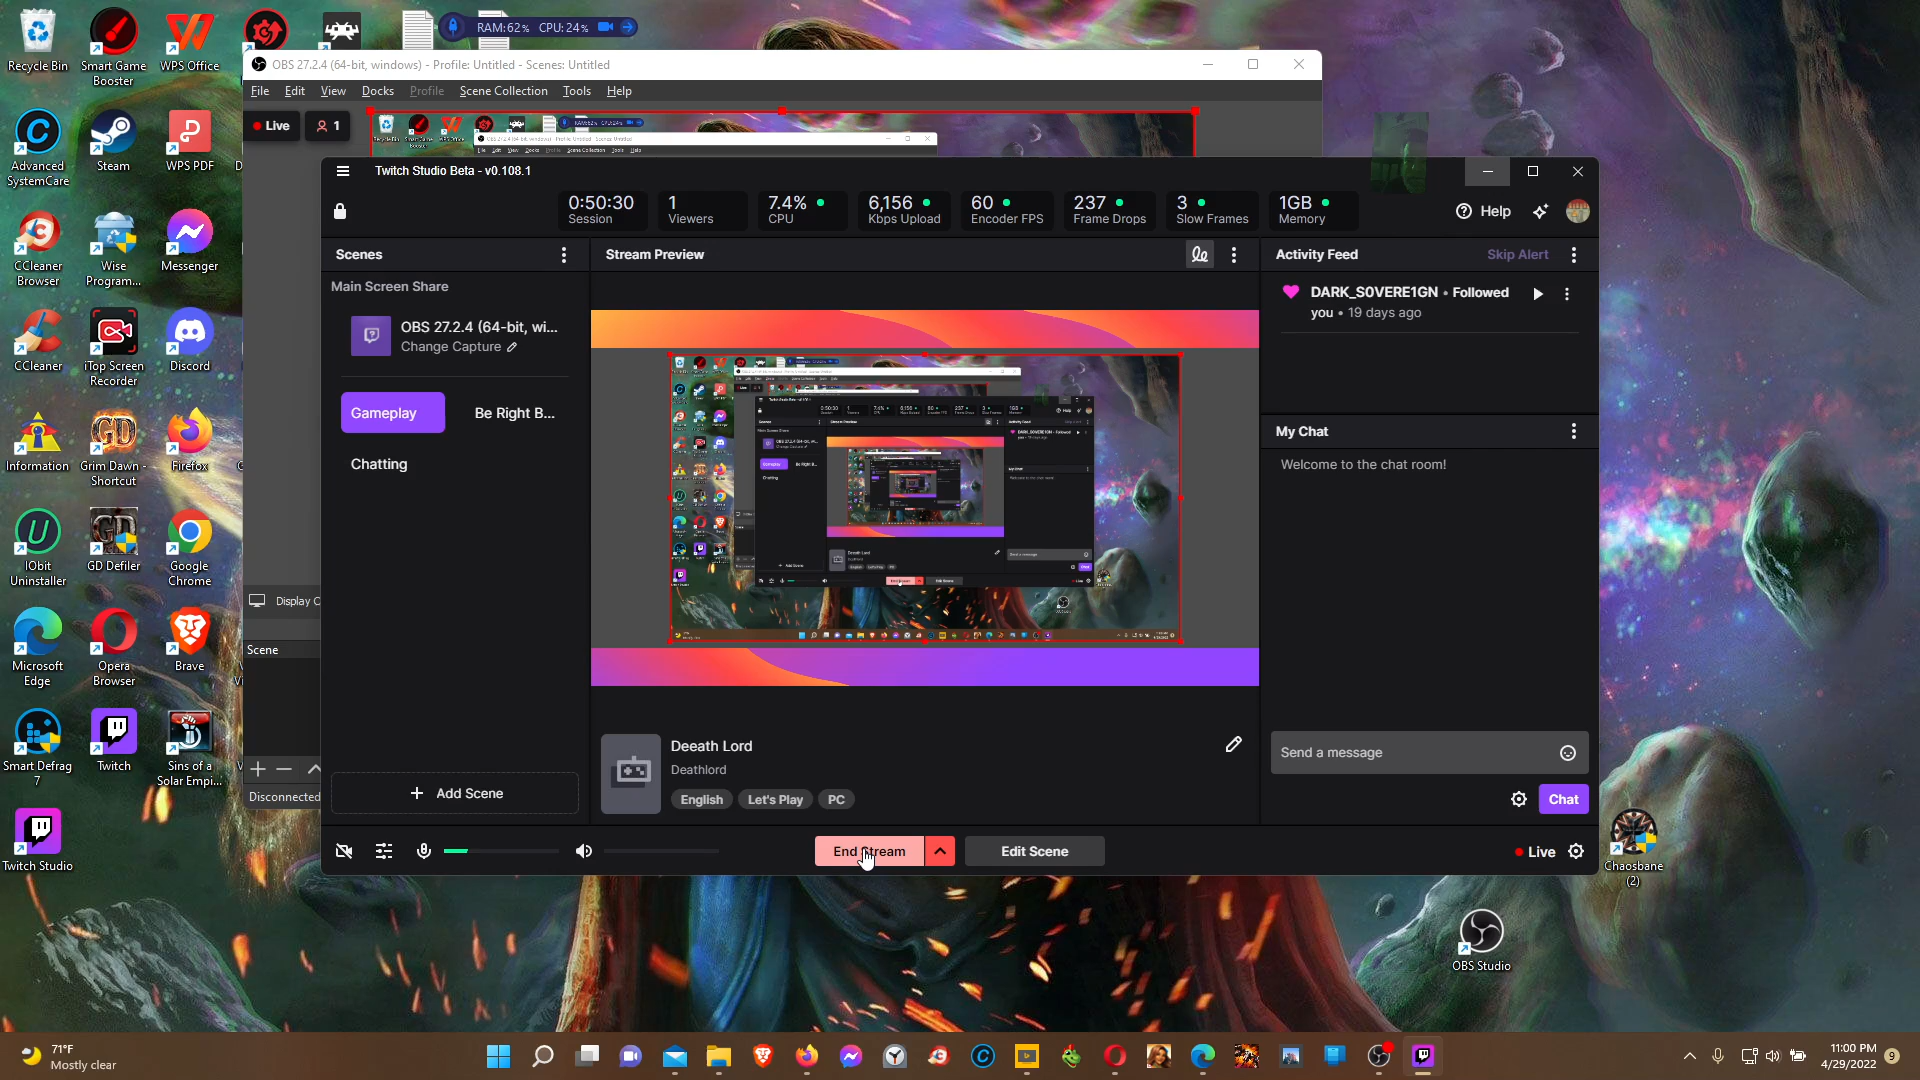 Recycle Bin
Smart Game
Booster
WPS Office
RAM:62% CPU: 24%
OBS 27.2.4 (64-bit, windows) - Profile: Untitled - Scenes: Untitled
File Edit View Docks Profile Scene Collection Tools Help
Live 1
Advanced
SystemCare
Steam
WPS PDF
D
CCleaner
Browser
Wise
Program...
Messenger
CCleaner
iTop Screen
Recorder
Discord
Information
Grim Dawn -
Shortcut
Firefox
IObit
Uninstaller
GD Defiler
Google
Chrome
Microsoft
Edge
Opera
Browser
Brave
Smart Defrag
7
Twitch
Sins of a
Solar Empi...
Twitch Studio
Display C
Scene
Disconnected
Twitch Studio Beta - v0.108.1
0:50:30
Session
1
Viewers
7.4%
CPU
6,156
Kbps Upload
60
Encoder FPS
237
Frame Drops
3
Slow Frames
1GB
Memory
Help
Scenes
Main Screen Share
OBS 27.2.4 (64-bit, wi...
Change Capture
Gameplay
Be Right B...
Chatting
Add Scene
Stream Preview
Deeath Lord
Deathlord
English Let's Play PC
Activity Feed Skip Alert
DARK_S0VERE1GN • Followed
you • 19 days ago
My Chat
Welcome to the chat room!
Send a message
Chat
End Stream
Edit Scene
Live
Chaosbane
(2)
OBS Studio
71°F
Mostly clear
11:00 PM
4/29/2022
9